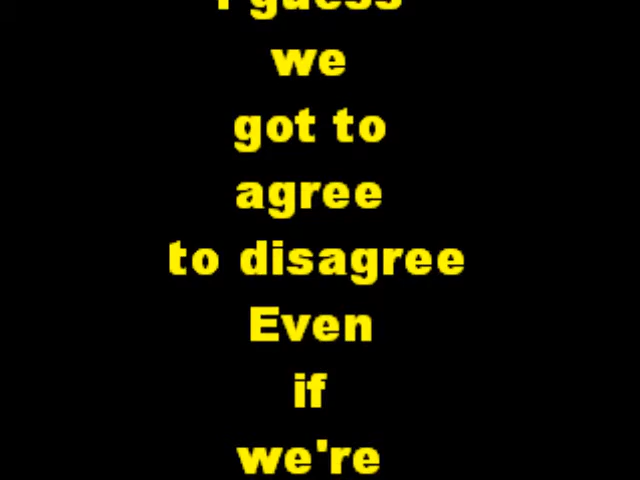 I guess
we
got to
agree
to disagree
Even
if
we're